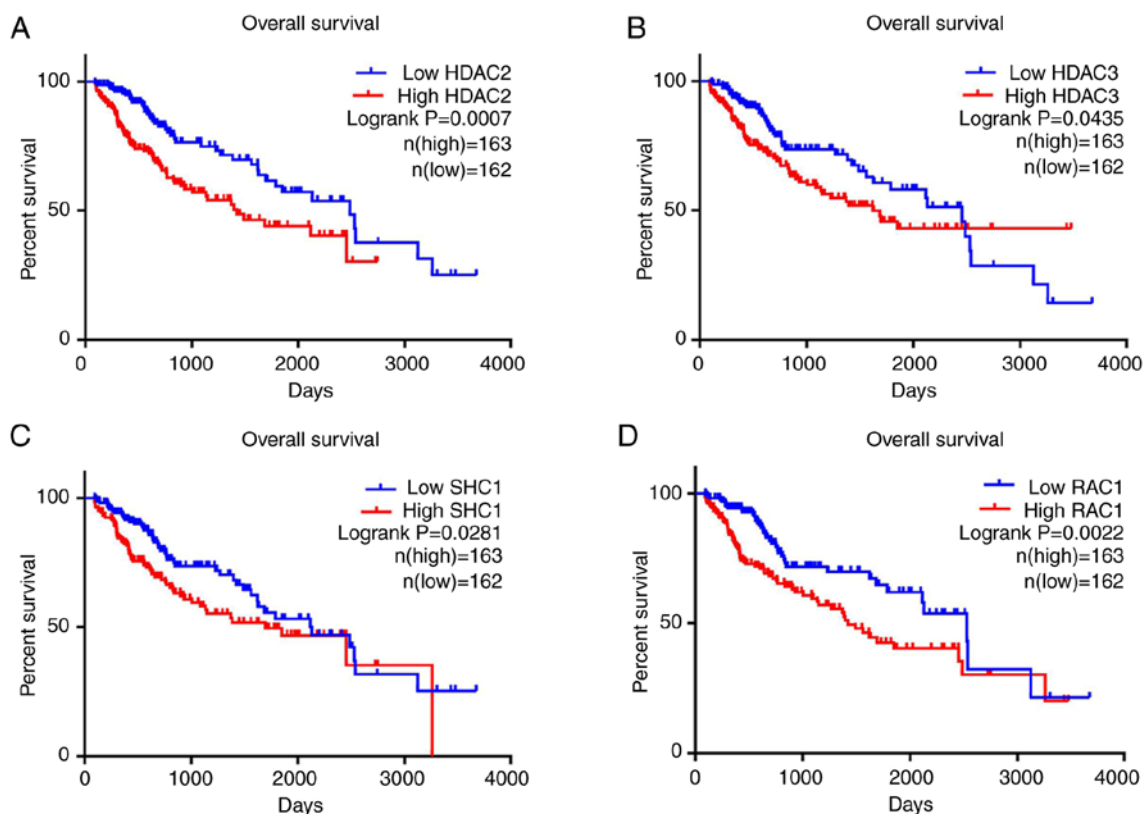 A
Overall survival
Low HDAC2
High HDAC2
Logrank P=0.0007
n(high)=163
n(low)=162
Percent survival
100
50
0
0
1000
2000
3000
4000
Days
B
Overall survival
Low HDAC3
High HDAC3
Logrank P=0.0435
n(high)=163
n(low)=162
Percent survival
100
50
0
0
1000
2000
3000
4000
Days
C
Overall survival
Low SHC1
High SHC1
Logrank P=0.0281
n(high)=163
n(low)=162
Percent survival
100
50
0
0
1000
2000
3000
4000
Days
D
Overall survival
Low RAC1
High RAC1
Logrank P=0.0022
n(high)=163
n(low)=162
Percent survival
100
50
0
0
1000
2000
3000
4000
Days